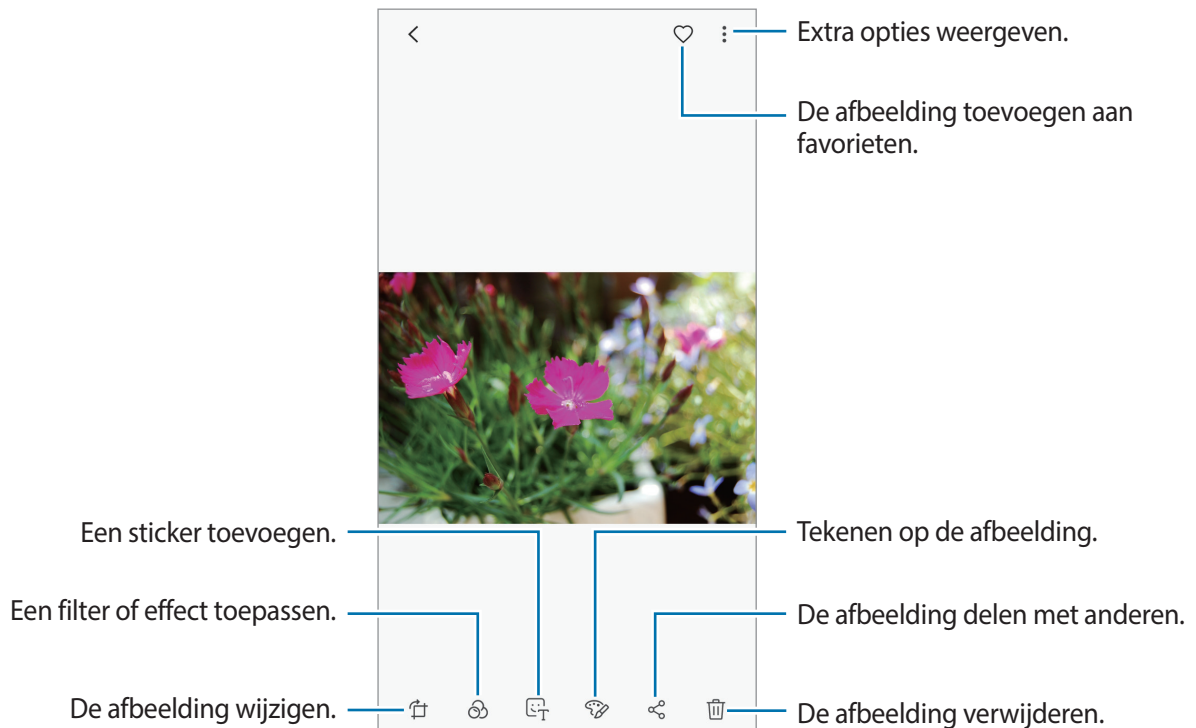 Extra opties weergeven.
De afbeelding toevoegen aan
favorieten.
Een sticker toevoegen.
Tekenen op de afbeelding.
Een filter of effect toepassen.
De afbeelding delen met anderen.
De afbeelding wijzigen.
De afbeelding verwijderen.